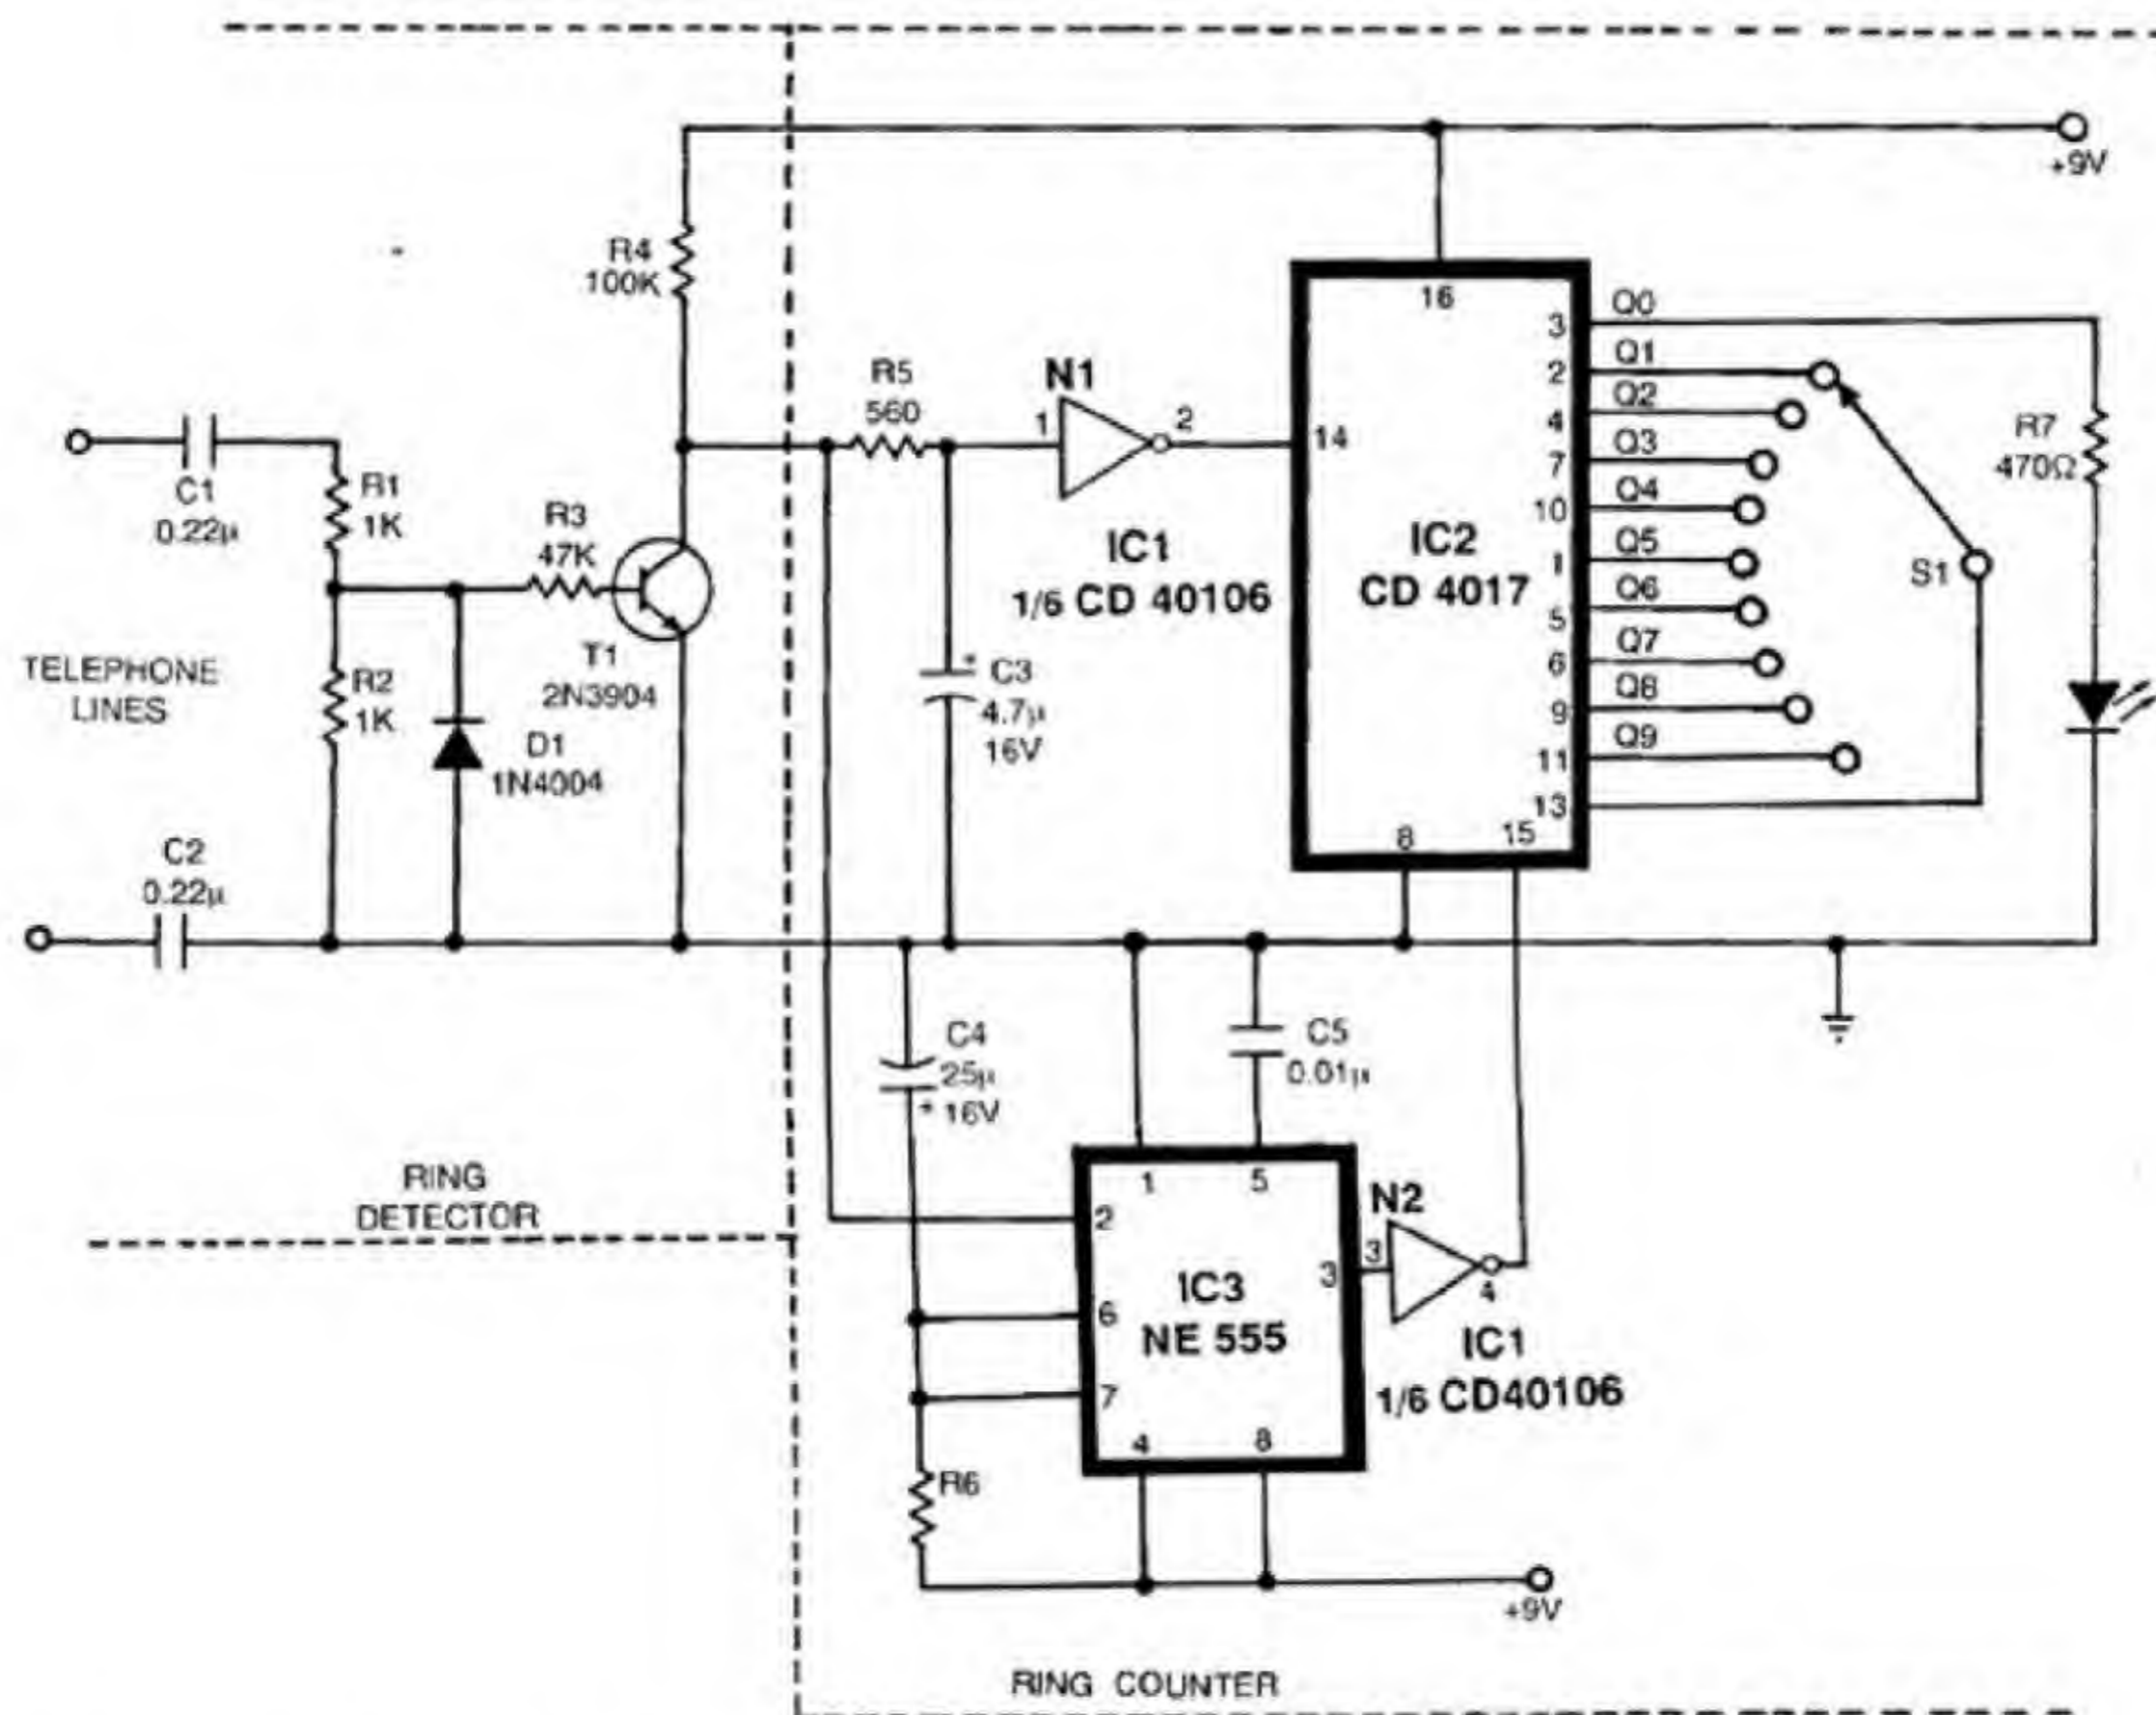 +9V
R4
100K
16
Q0
3
Q1
2
Q2
4
Q3
7
Q4
10
Q5
1
Q6
5
Q7
6
Q8
9
Q9
11
13
15
8
14
IC2
CD 4017
S1
R7
470Ω
R5
560
N1
1
2
IC1
1/6 CD 40106
C1
0.22µ
R1
1K
R3
47K
T1
2N3904
TELEPHONE
LINES
R2
1K
D1
1N4004
+
C3
4.7µ
16V
C2
0.22µ
C4
25µ
+ 16V
C5
0.01µ
RING
DETECTOR
1
5
2
6
7
4
8
3
IC3
NE 555
N2
3
4
IC1
1/6 CD40106
R6
+9V
RING COUNTER